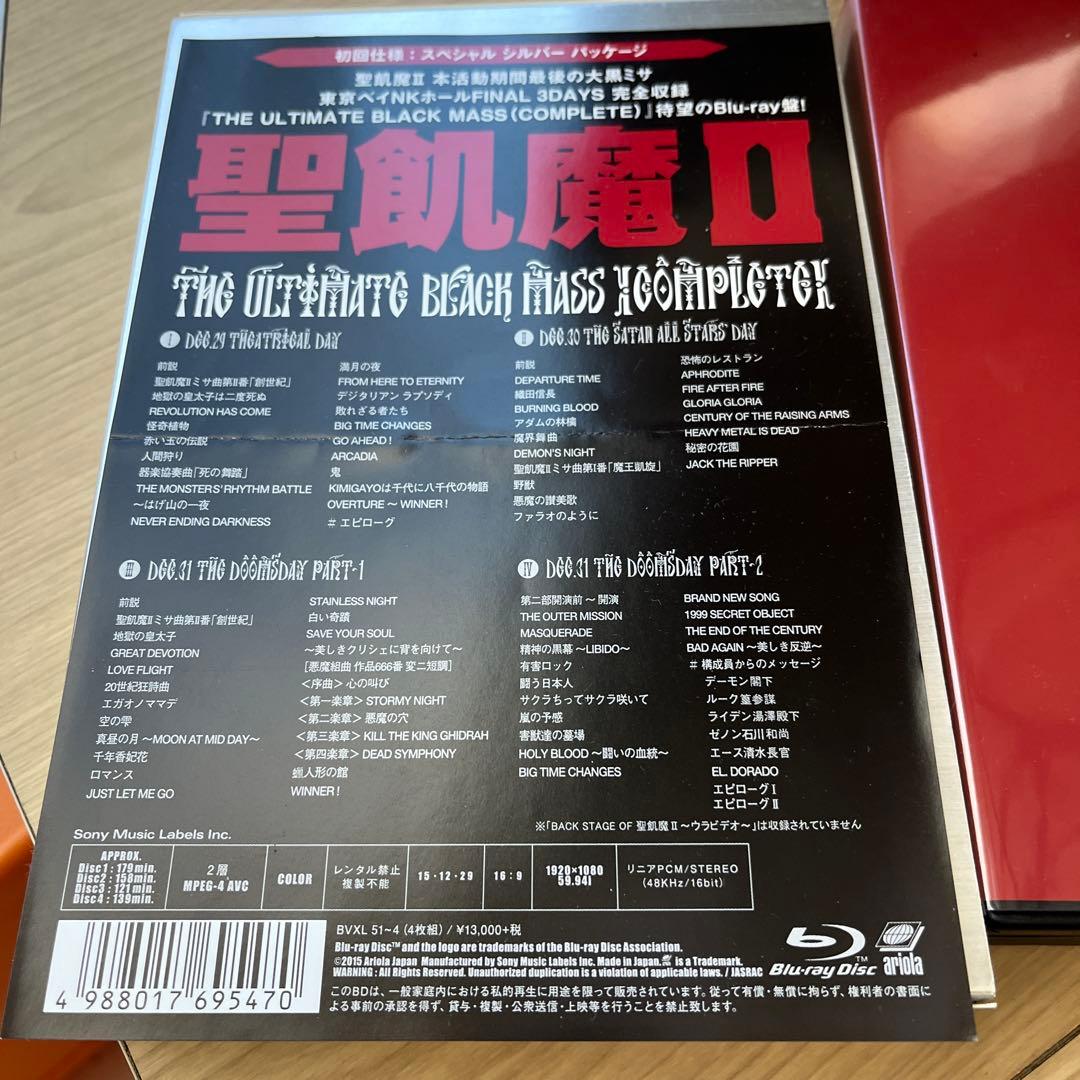 初回仕様：スペシャル シルバー パッケージ
聖飢魔II 本活動期間最後の大黒ミサ
東京ベイNKホールFINAL 3DAYS 完全収録
『THE ULTIMATE BLACK MASS(COMPLETE)』待望のBlu-ray盤!
聖飢魔II
THE ULTIMATE BLACK MASS [COMPLETE]
I DEC.29 THEATRICAL DAY
前説
聖飢魔IIミサ曲第II番「創世紀」
地獄の皇太子は二度死ぬ
REVOLUTION HAS COME
怪奇植物
赤い玉の伝説
人間狩り
器楽協奏曲「死の舞踏」
THE MONSTERS' RHYTHM BATTLE
～はげ山の一夜
NEVER ENDING DARKNESS
満月の夜
FROM HERE TO ETERNITY
デジタリアン ラプソディ
敗れざる者たち
BIG TIME CHANGES
GO AHEAD!
ARCADIA
鬼
KIMIGAYOは千代に八千代の物語
OVERTURE～WINNER!
# エピローグ
II DEC.30 THE SATAN ALL STARS' DAY
前説
DEPARTURE TIME
織田信長
BURNING BLOOD
アダムの林檎
魔界舞曲
DEMON'S NIGHT
聖飢魔IIミサ曲第I番「魔王凱旋」
野獣
悪魔の讃美歌
ファラオのように
恐怖のレストラン
APHRODITE
FIRE AFTER FIRE
GLORIA GLORIA
CENTURY OF THE RAISING ARMS
HEAVY METAL IS DEAD
秘密の花園
JACK THE RIPPER
III DEC.31 THE DOOMSDAY PART-1
前説
聖飢魔IIミサ曲第II番「創世紀」
地獄の皇太子
GREAT DEVOTION
LOVE FLIGHT
20世紀狂詩曲
エガオノママデ
空の雫
真昼の月 ～MOON AT MID DAY～
千年香妃花
ロマンス
JUST LET ME GO
STAINLESS NIGHT
白い奇蹟
SAVE YOUR SOUL
～美しきクリシェに背を向けて～
[悪魔組曲 作品666番 変ニ短調]
＜序曲＞心の叫び
＜第一楽章＞STORMY NIGHT
＜第二楽章＞悪魔の穴
＜第三楽章＞KILL THE KING GHIDRAH
＜第四楽章＞DEAD SYMPHONY
蝋人形の館
WINNER!
IV DEC.31 THE DOOMSDAY PART-2
第二部開演前～開演
THE OUTER MISSION
MASQUERADE
精神の黒幕 ～LIBIDO～
有害ロック
闘う日本人
サクラちってサクラ咲いて
嵐の予感
害獣達の墓場
HOLY BLOOD ～闘いの血統～
BIG TIME CHANGES
BRAND NEW SONG
1999 SECRET OBJECT
THE END OF THE CENTURY
BAD AGAIN ～美しき反逆～
# 構成員からのメッセージ
デーモン閣下
ルーク篁参謀
ライデン湯澤殿下
ゼノン石川和尚
エース清水長官
EL DORADO
エピローグI
エピローグII
※「BACK STAGE OF 聖飢魔II～ウラビデオ～」は収録されていません
Sony Music Labels Inc.
APPROX.
Disc1 : 179min.
Disc2 : 158min.
Disc3 : 121min.
Disc4 : 139min.
2層
MPEG-4 AVC
COLOR
レンタル禁止
複製不能
15・12・29
16：9
1920×1080
59.94I
リニアPCM/STEREO
(48KHz/16bit)
BVXL 51~4 (4枚組) / ¥13,000+税
Blu-ray Disc™ and the logo are trademarks of the Blu-ray Disc Association.
©2015 Ariola Japan Manufactured by Sony Music Labels Inc. Made in Japan. is a Trademark.
WARNING : All Rights Reserved. Unauthorized duplication is a violation of applicable laws. / JASRAC
このBDは、一般家庭内における私的再生に用途を限って販売されています。従って有償・無償に拘らず、権利者の書面に
よる事前の承認を得ず、貸与・複製・公衆送信・上映等を行うことを禁止致します。
4 988017 695470
Blu-ray Disc™
ariola